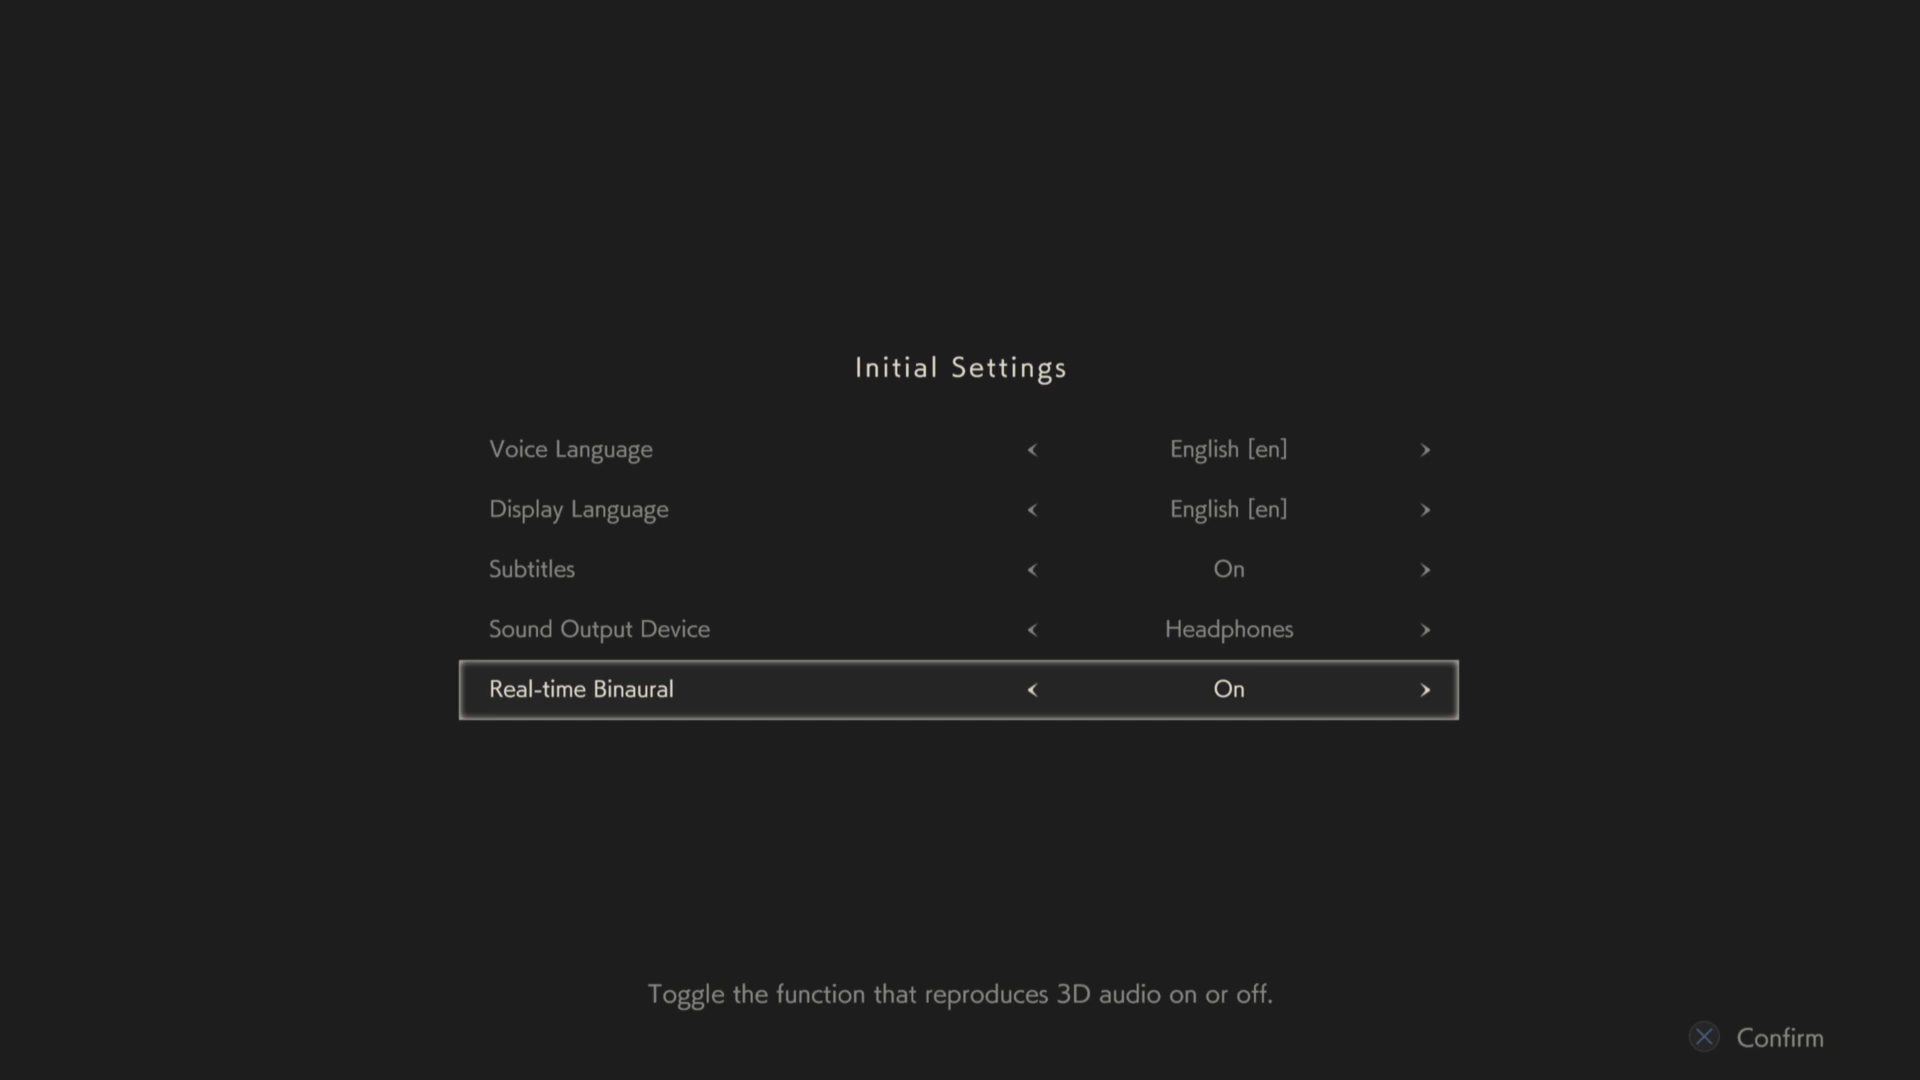 Initial Settings
Voice Language < English [en] >
Display Language < English [en] >
Subtitles < On >
Sound Output Device < Headphones >
Real-time Binaural < On >
Toggle the function that reproduces 3D audio on or off.
Confirm